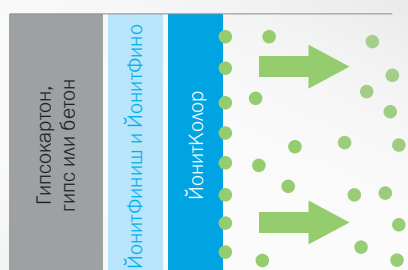 Гипсокартон,
гипс или бетон
ЙонитФиниш и ЙонитФино
ЙонитКолор